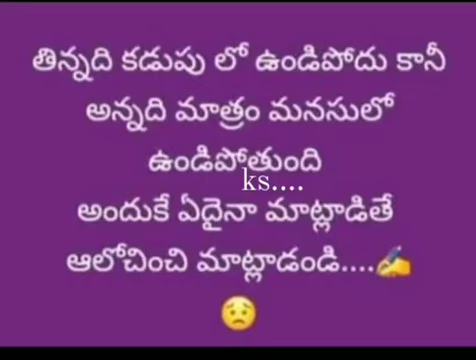 తిన్నది కడుపు లో ఉండిపోదు కానీ
అన్నది మాత్రం మనసులో
ఉండిపోతుంది
ks....
అందుకే ఏదైనా మాట్లాడితే
ఆలోచించి మాట్లాడండి....✍️
😟